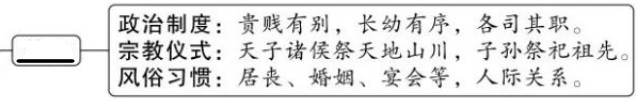 政治制度：贵贱有别，长幼有序，各司其职。
宗教仪式：天子诸侯祭天地山川，子孙祭祀祖先。
风俗习惯：居丧、婚姻、宴会等，人际关系。